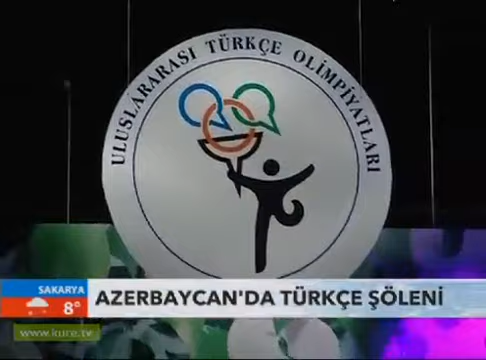 ULUSLARARASI TÜRKÇE OLİMPİYATLARI
SAKARYA
8°
AZERBAYCAN'DA TÜRKÇE ŞÖLENİ
www.kure.tv